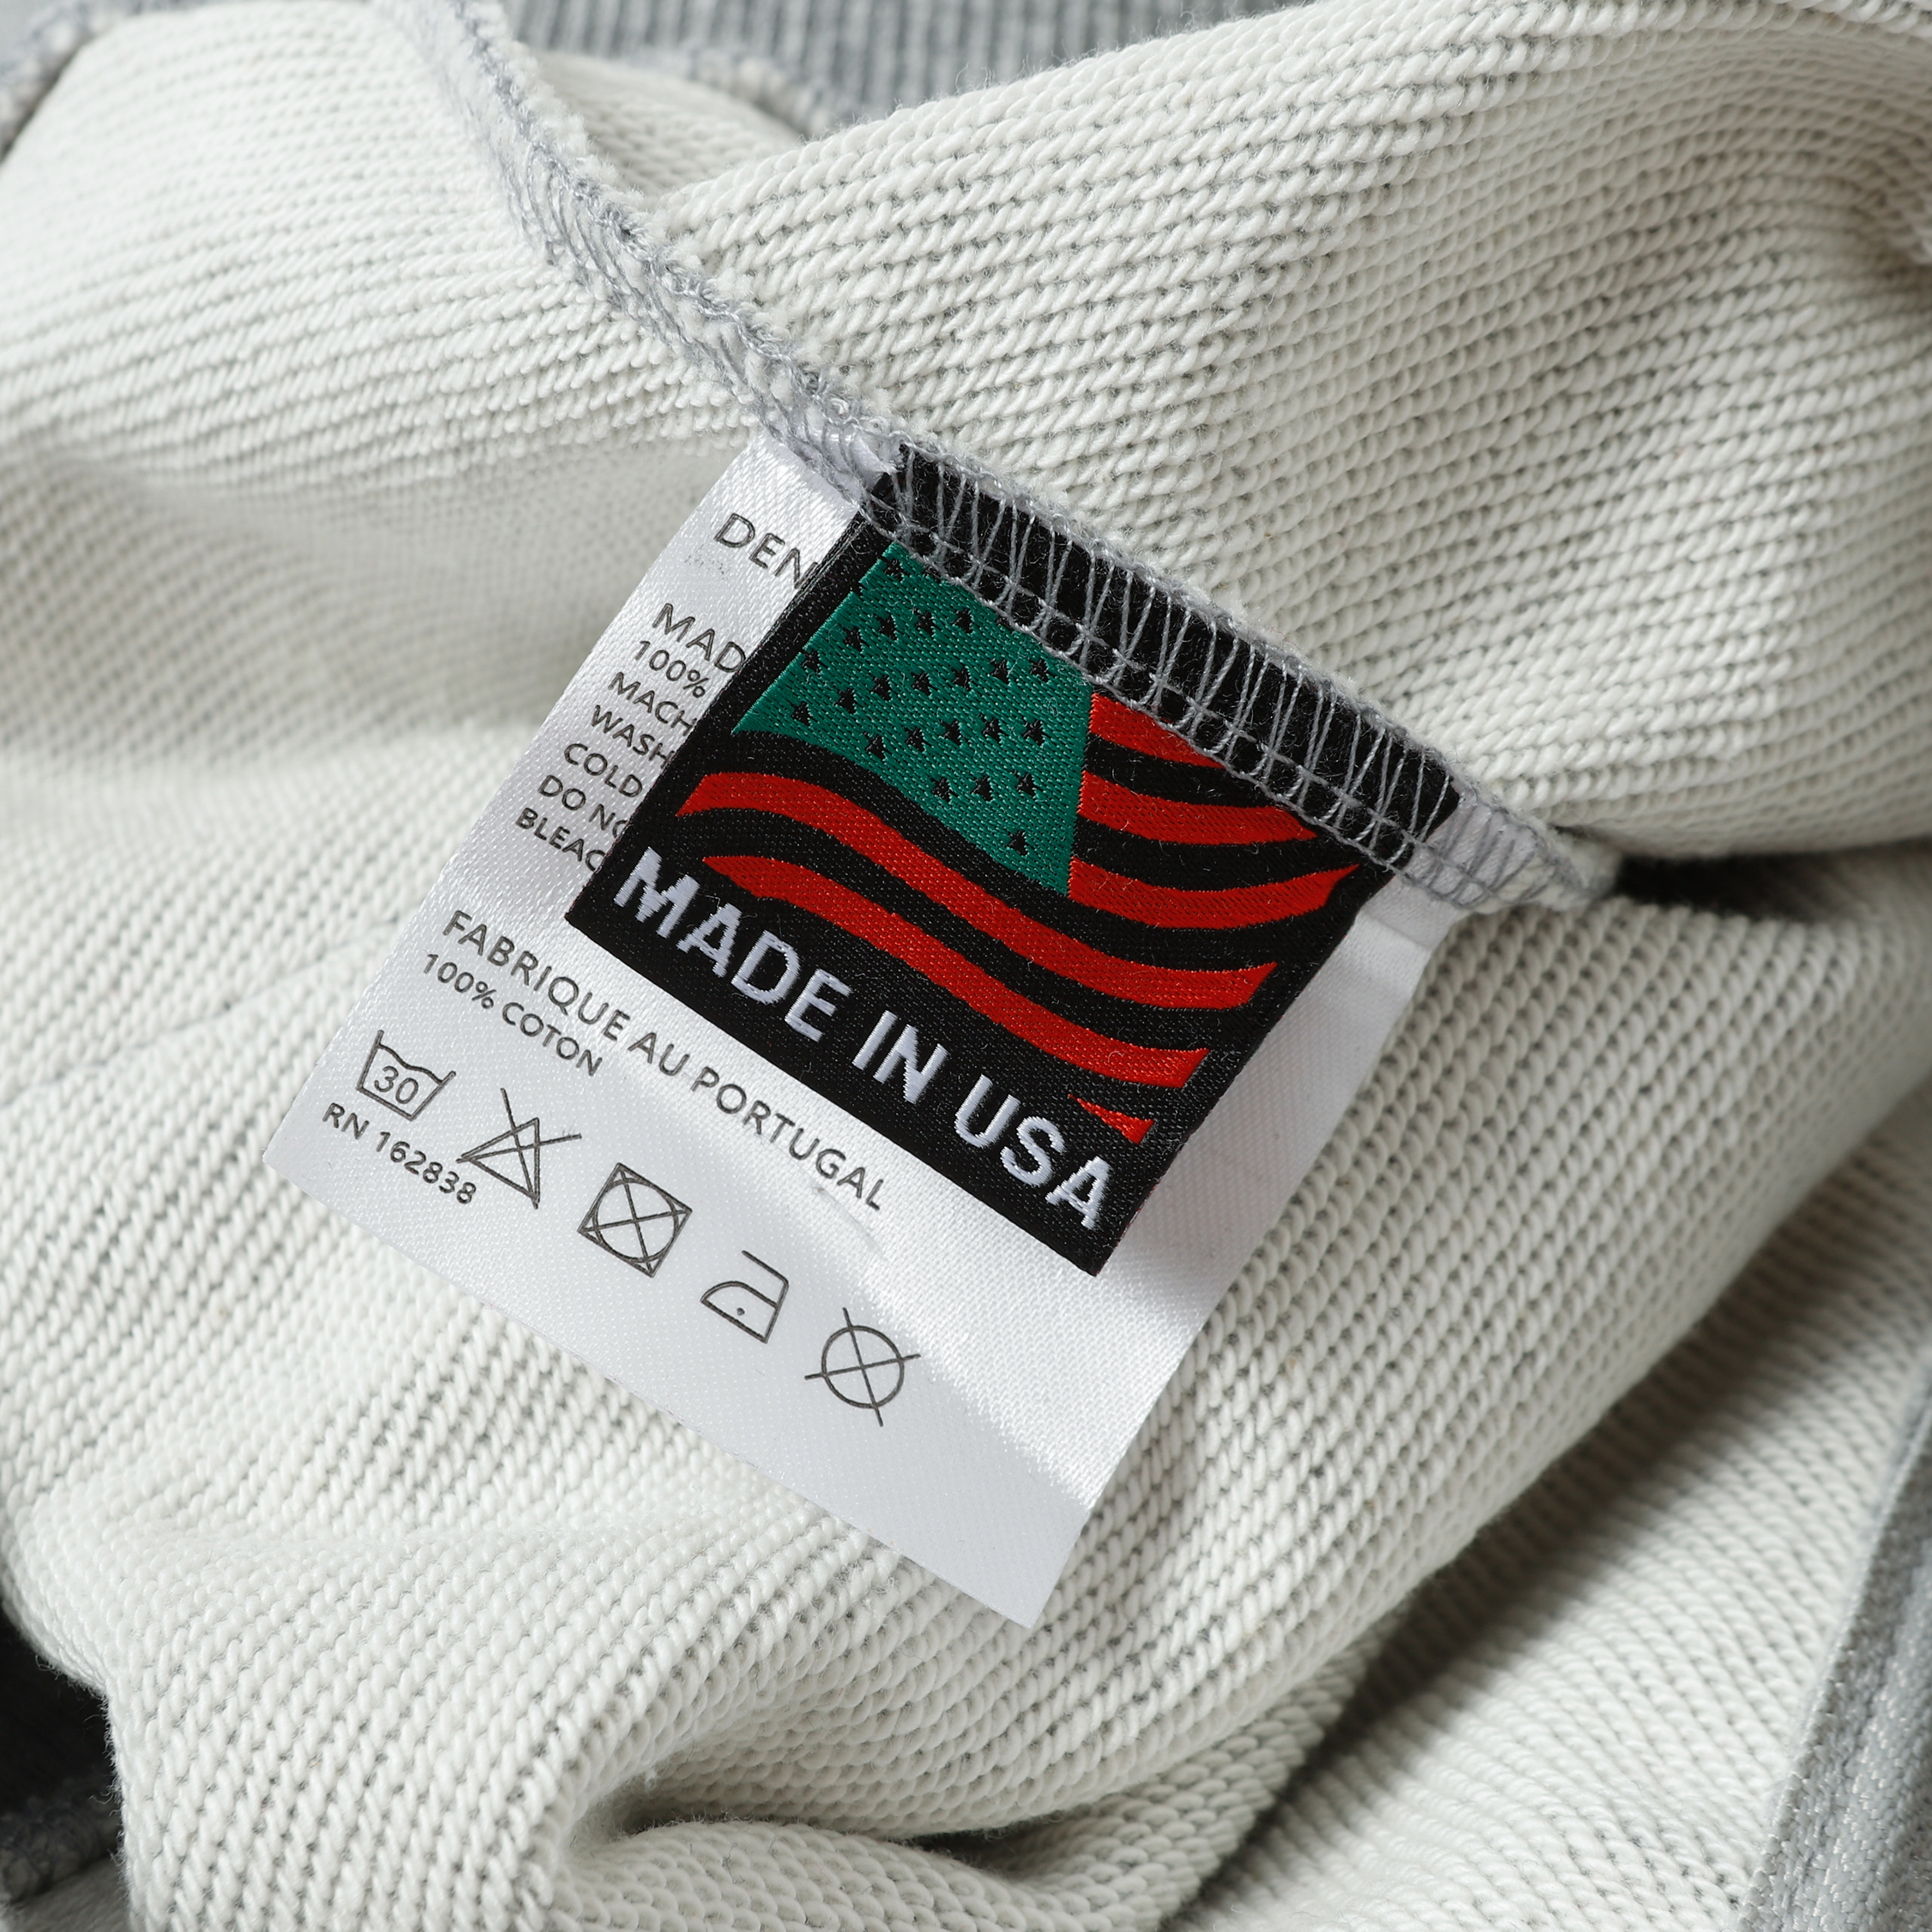 DEN
MAD
100%
MACH
WASH
COLD
DO NO
BLEAC
MADE IN USA
FABRIQUE AU PORTUGAL
100% COTON
30
RN 162838